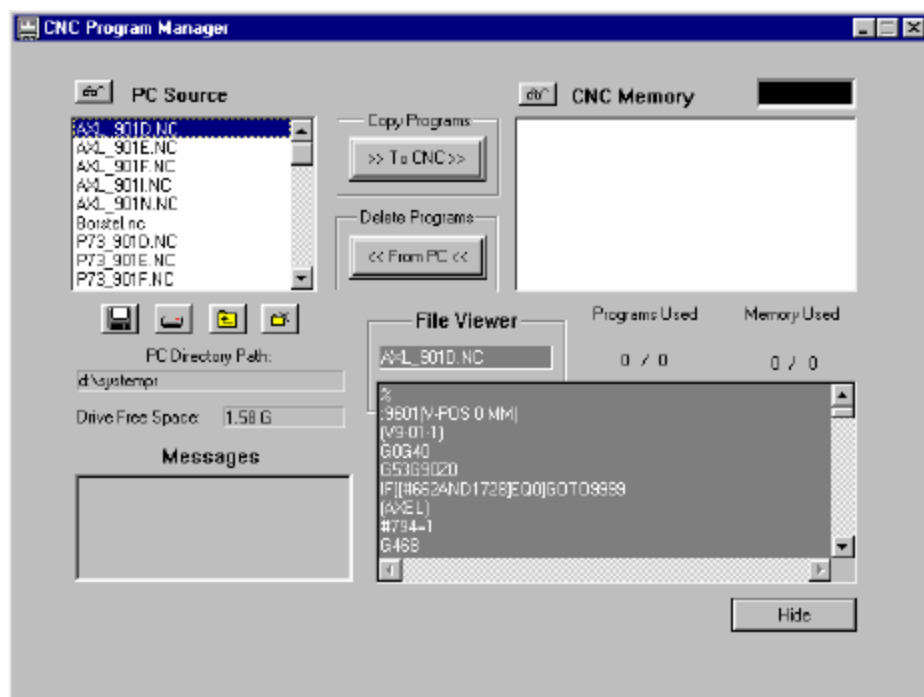 CNC Program Manager
PC Source
CNC Memory
AXL_901D.NC
AXL_901E.NC
AXL_901F.NC
AXL_901I.NC
AXL_901N.NC
Borstel.nc
P73_901D.NC
P73_901E.NC
P73_901F.NC
Copy Programs
>> To CNC >>
Delete Programs
<< From PC <<
PC Directory Path:
d:\systempr
Drive Free Space: 1.58 G
Messages
File Viewer
AXL_901D.NC
Programs Used
0 / 0
Memory Used
0 / 0
%
:9601(V-POS 0 MM)
(V9-01-1)
G0G40
G53G9020
IF[[#662AND1728]EQ0]GOTO9999
(AXEL)
#794=1
G468
Hide